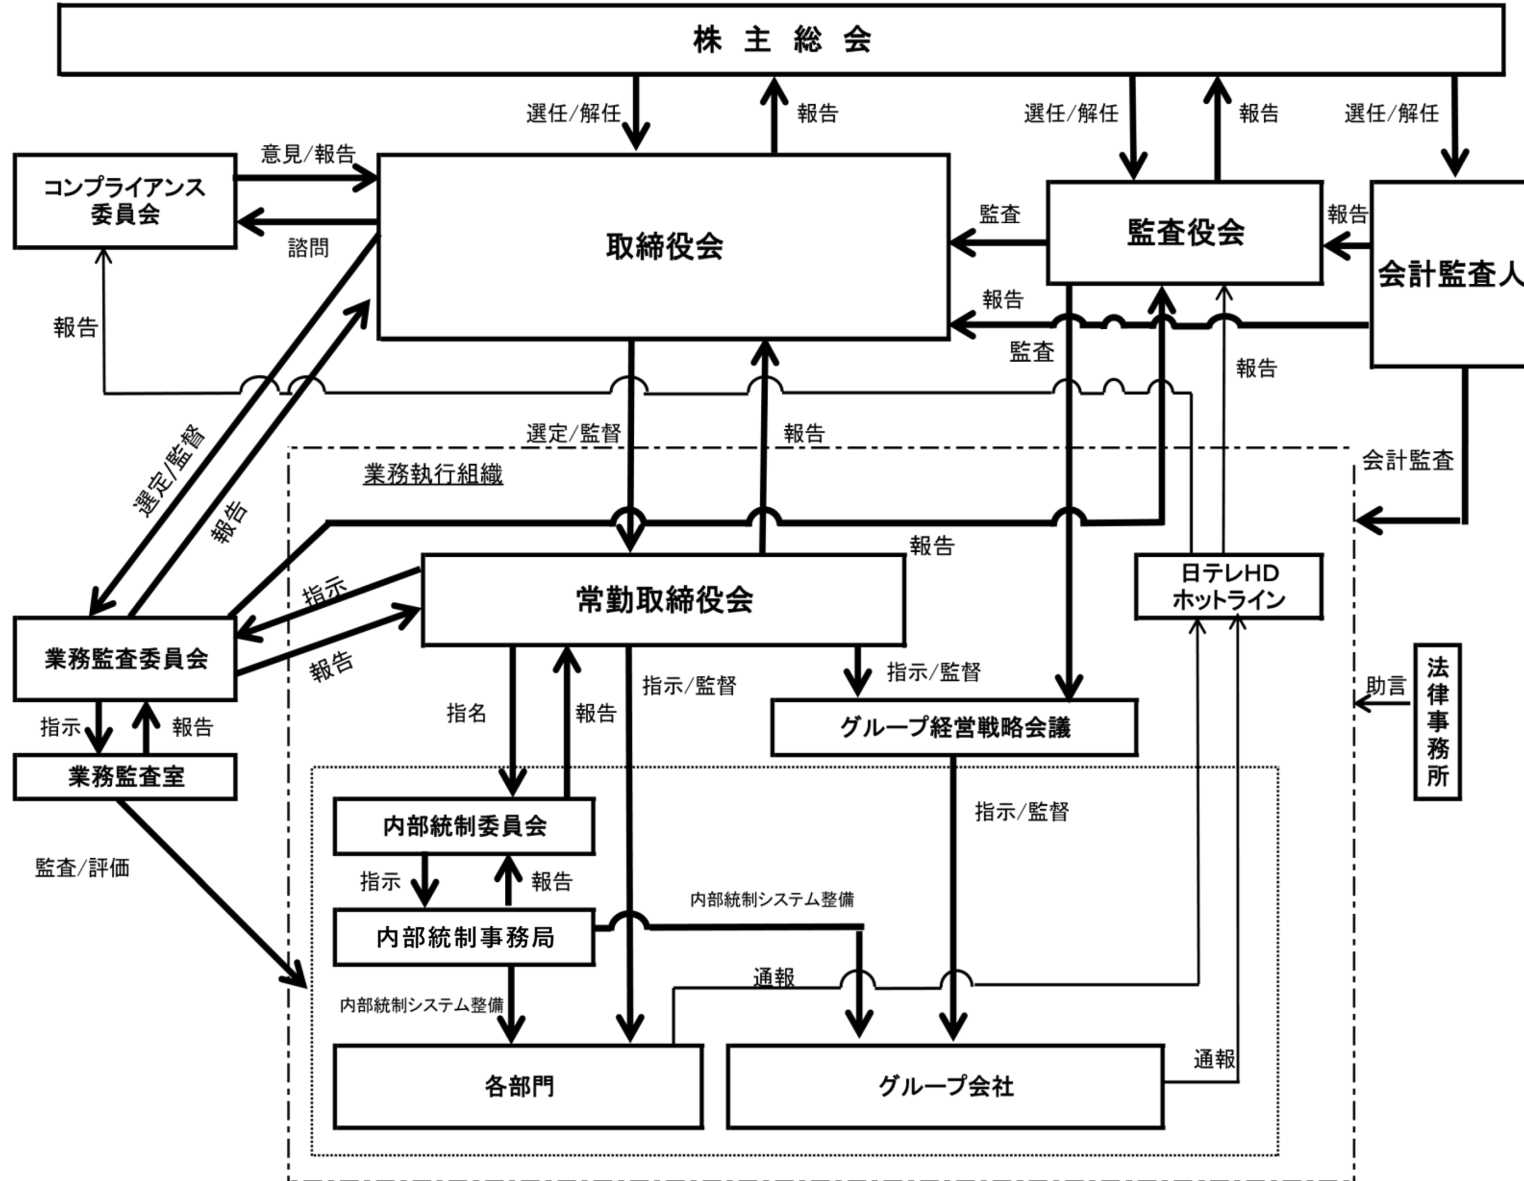 株主総会
選任/解任
報告
選任/解任
報告
選任/解任
意見/報告
コンプライアンス
委員会
諮問
取締役会
監査
監査役会
報告
会計監査人
報告
報告
監査
報告
選定/監督
報告
選定/監督
報告
会計監査
業務執行組織
報告
指示
常勤取締役会
日テレHD
ホットライン
業務監査委員会
報告
指示/監督
指示/監督
法律事務所
助言
指名
報告
グループ経営戦略会議
指示
報告
業務監査室
内部統制委員会
指示/監督
監査/評価
指示
報告
内部統制システム整備
内部統制事務局
通報
内部統制システム整備
通報
各部門
グループ会社